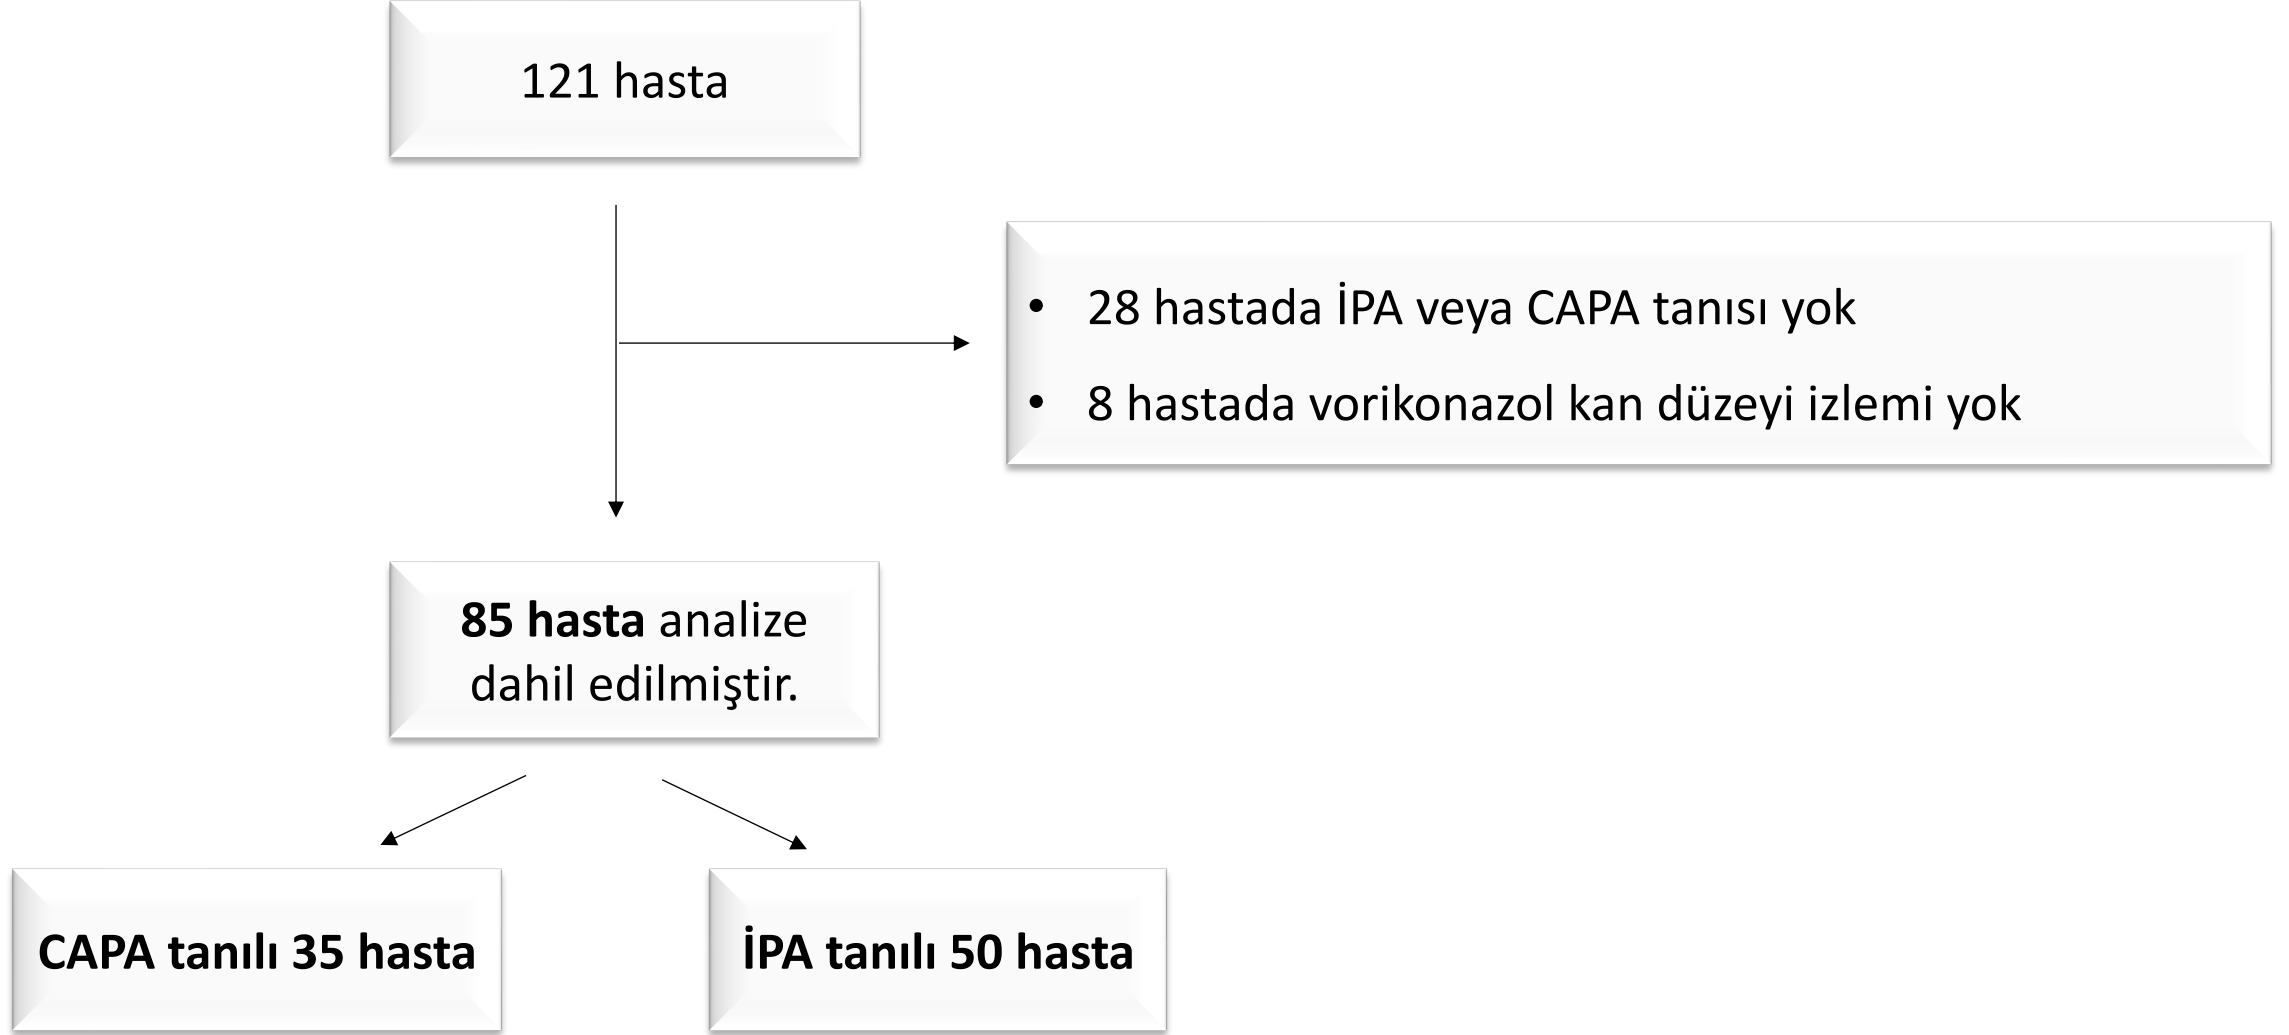 121 hasta
• 28 hastada İPA veya CAPA tanısı yok
• 8 hastada vorikonazol kan düzeyi izlemi yok
85 hasta analize
dahil edilmiştir.
CAPA tanılı 35 hasta
İPA tanılı 50 hasta